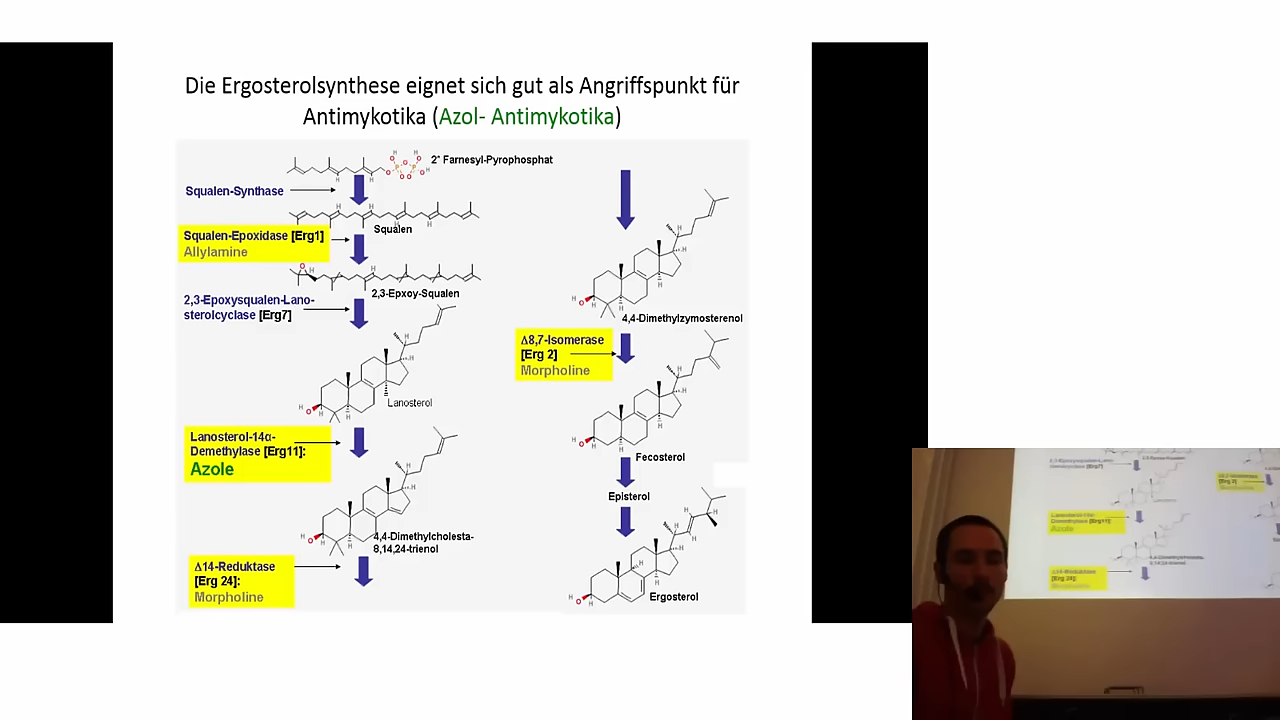 Die Ergosterolsynthese eignet sich gut als Angriffspunkt für
Antimykotika (Azol- Antimykotika)
2* Farnesyl-Pyrophosphat
Squalen-Synthase
Squalen
Squalen-Epoxidase [Erg1]
Allylamine
2,3-Epxoy-Squalen
2,3-Epoxysqualen-Lano-
sterolcyclase [Erg7]
Lanosterol
Lanosterol-14α-
Demethylase [Erg11]:
Azole
4,4-Dimethylcholesta-
8,14,24-trienol
Δ14-Reduktase
[Erg 24]:
Morpholine
4,4-Dimethylzymosterenol
Δ8,7-Isomerase
[Erg 2]
Morpholine
Fecosterol
Episterol
Ergosterol